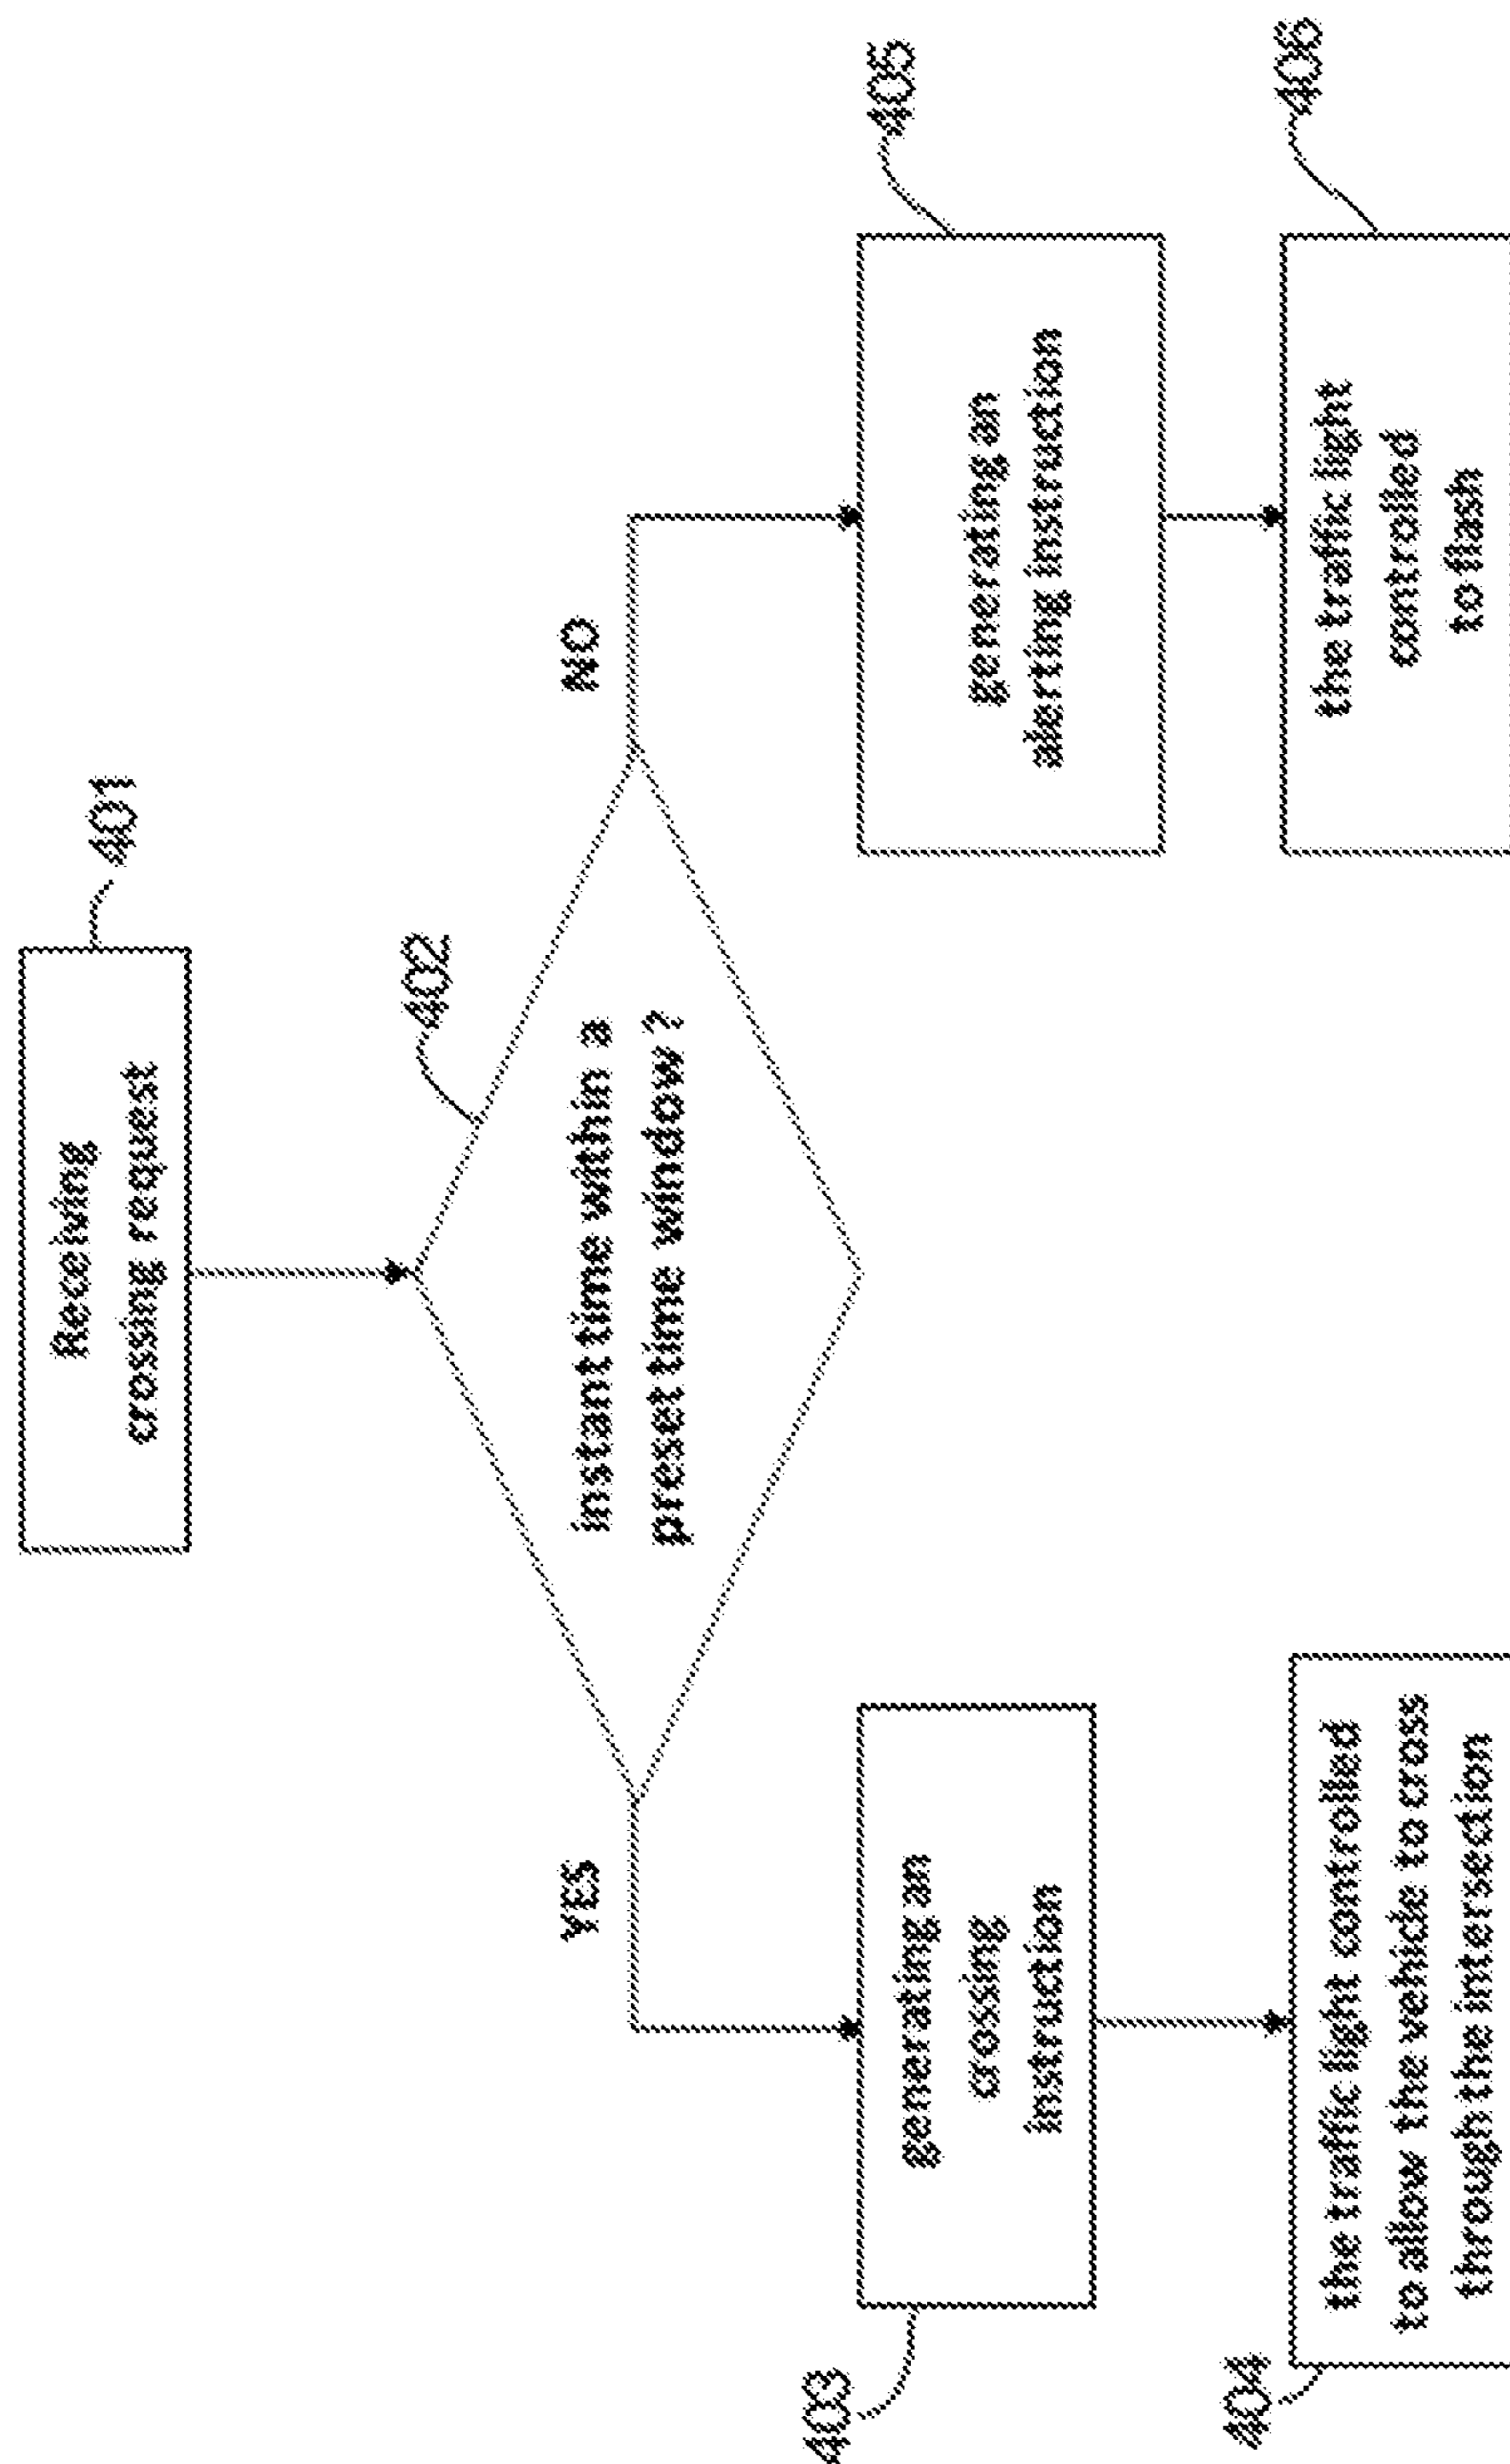 Receiving
crossing request
401
402
instant time within a
preset time window ?
YES
NO
generating an
crossing
instruction
403
the traffic light controlled
to allow the vehicle to cross
through the intersection
404
generating an
alerting instruction
405
the traffic light
controlled
to flash
406